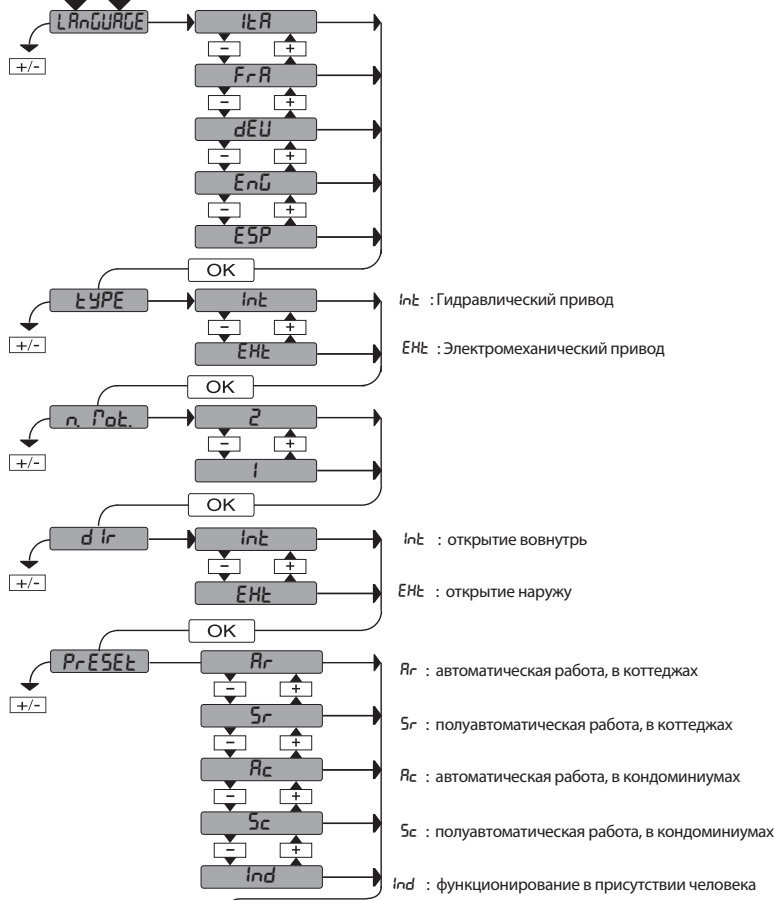 LAnGUAGE ItA
- +
+/-
FrA
- +
dEU
- +
EnG
- +
ESP
OK
tYPE Int Int : Гидравлический привод
- +
+/-
EHt EHt : Электромеханический привод
OK
n. Mot. 2
- +
+/-
1
OK
dIr Int Int : открытие вовнутрь
- +
+/-
EHt EHt : открытие наружу
OK
PrESEt Ar Ar : автоматическая работа, в коттеджах
- +
+/-
Sr Sr : полуавтоматическая работа, в коттеджах
- +
Ac Ac : автоматическая работа, в кондоминиумах
- +
Sc Sc : полуавтоматическая работа, в кондоминиумах
- +
Ind Ind : функционирование в присутствии человека